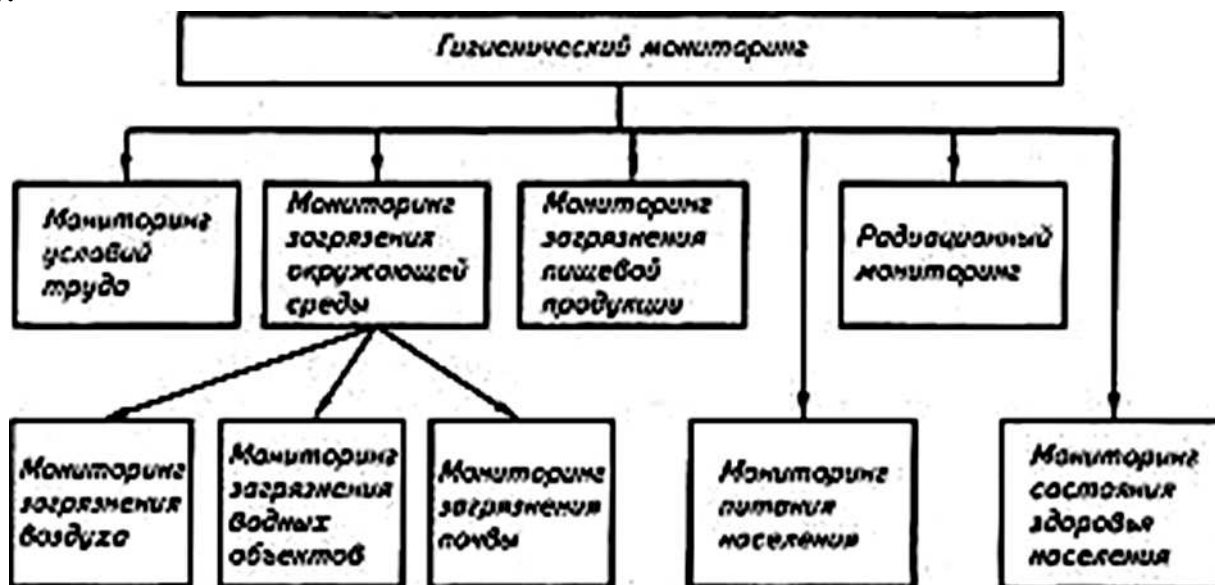 Гигиенический мониторинг
Мониторинг
условий
труда
Мониторинг
загрязения
окружающей
среды
Мониторинг
загрязнения
пищевой
продукции
Радиационный
мониторинг
Мониторинг
загрязнения
воздуха
Мониторинг
загрязнения
водных
объектов
Мониторинг
загрязнения
почвы
Мониторинг
питания
населения
Мониторинг
состояния
здоровья
населения